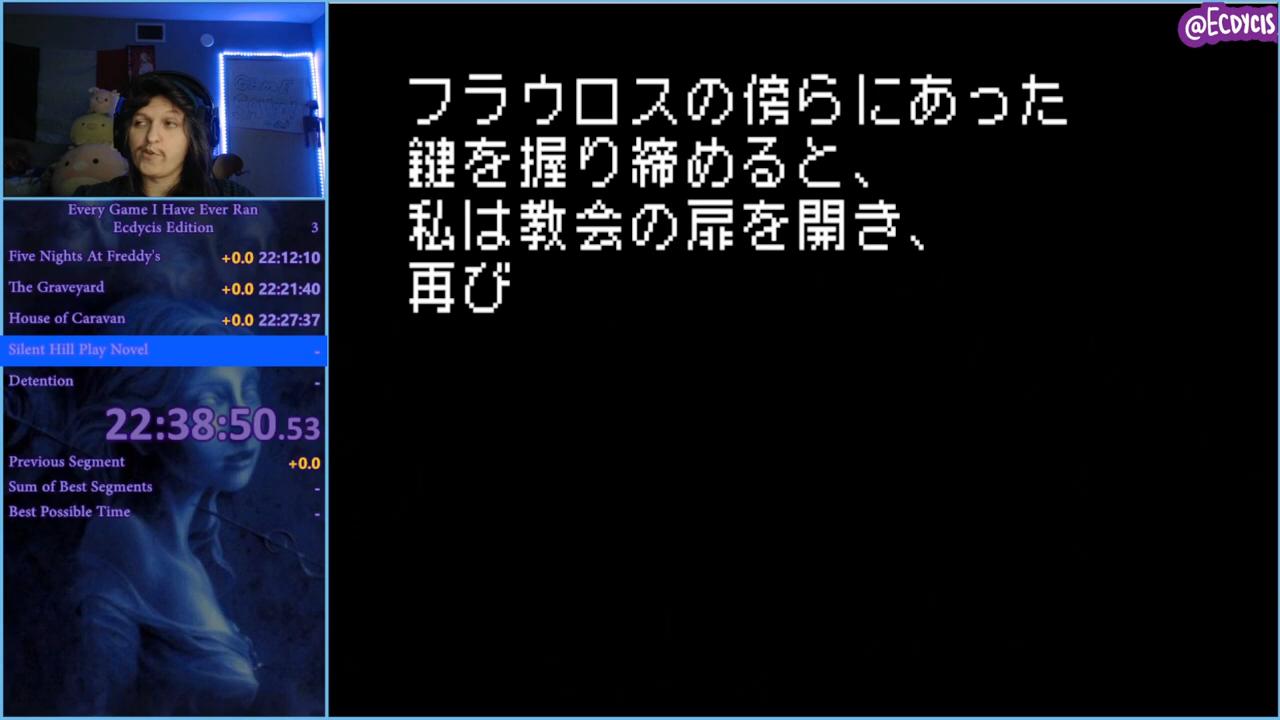 @ECDYCIS
Every Game I Have Ever Ran
Ecdycis Edition 3
Five Nights At Freddy's +0.0 22:12:10
The Graveyard +0.0 22:21:40
House of Caravan +0.0 22:27:37
Silent Hill Play Novel -
Detention -
22:38:50.53
Previous Segment +0.0
Sum of Best Segments -
Best Possible Time -
フラウロスの傍らにあった
鍵を握り締めると、
私は教会の扉を開き、
再び